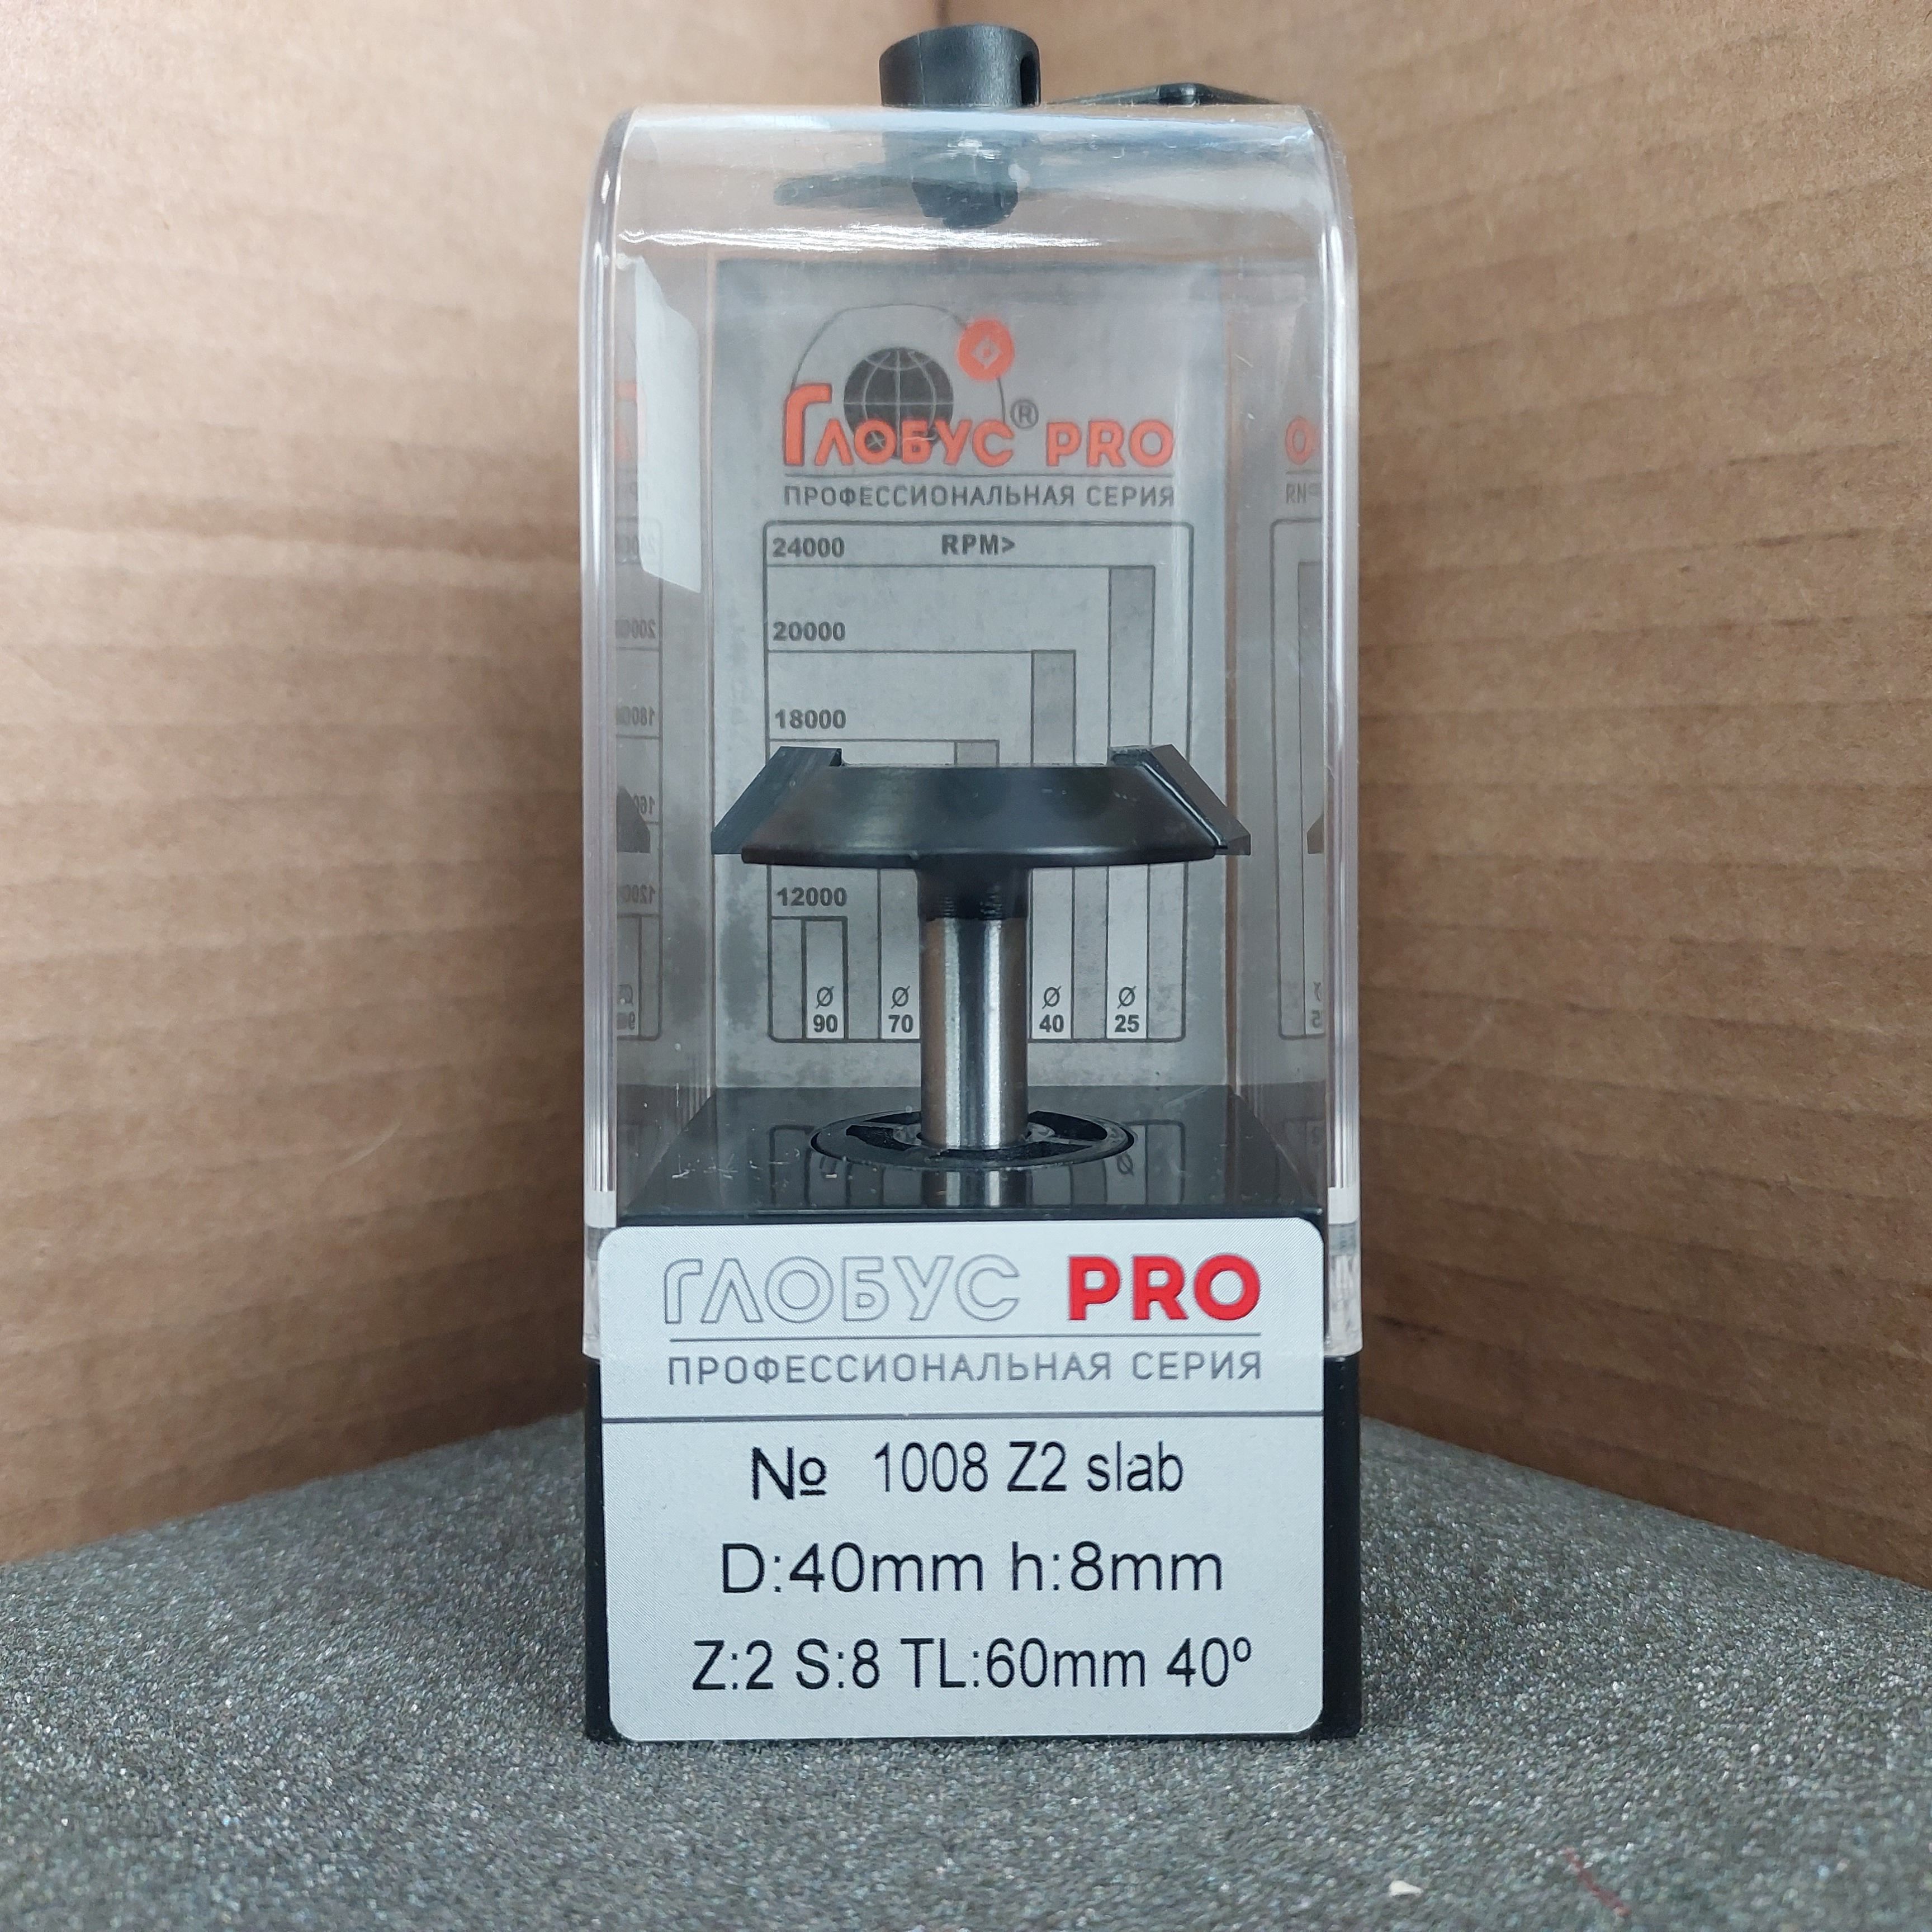 ГЛОБУС® PRO
ПРОФЕССИОНАЛЬНАЯ СЕРИЯ
24000 RPM>
20000
18000
12000
Ø Ø Ø Ø
90 70 40 25
ГЛОБУС PRO
ПРОФЕССИОНАЛЬНАЯ СЕРИЯ
№ 1008 Z2 slab
D:40mm h:8mm
Z:2 S:8 TL:60mm 40º